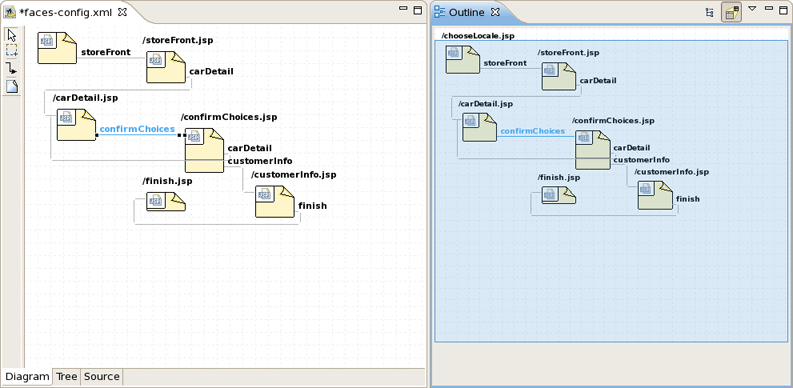 *faces-config.xml
/storeFront.jsp
storeFront
carDetail
/carDetail.jsp
/confirmChoices.jsp
confirmChoices
carDetail
customerInfo
/finish.jsp
/customerInfo.jsp
finish
Diagram
Tree
Source
Outline
/chooseLocale.jsp
/storeFront.jsp
storeFront
carDetail
/carDetail.jsp
/confirmChoices.jsp
confirmChoices
carDetail
customerInfo
/finish.jsp
/customerInfo.jsp
finish